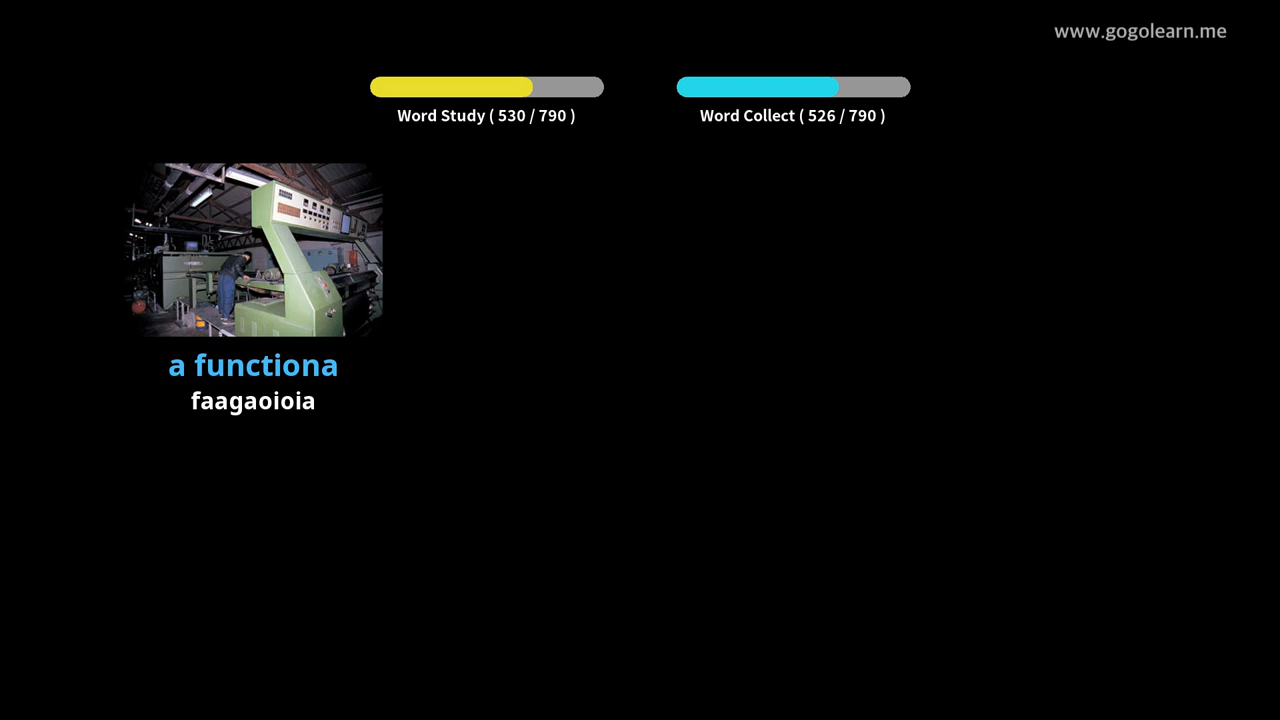 www.gogolearn.me
Word Study ( 530 / 790 )
Word Collect ( 526 / 790 )
a functiona
faagaoioia